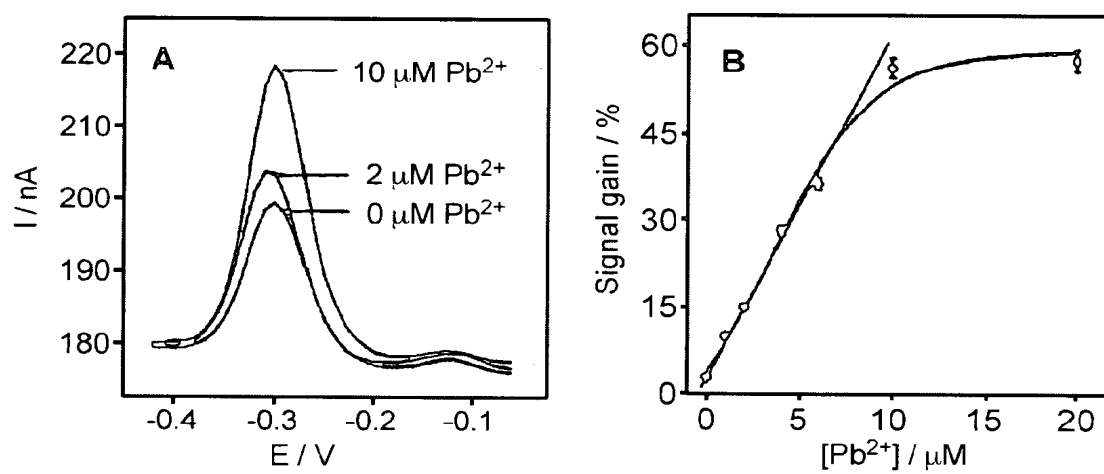 A
220
210
200
190
180
I / nA
10 μM Pb²⁺
2 μM Pb²⁺
0 μM Pb²⁺
-0.4 -0.3 -0.2 -0.1
E / V
B
60
45
30
15
0
Signal gain / %
0 5 10 15 20
[Pb²⁺] / μM